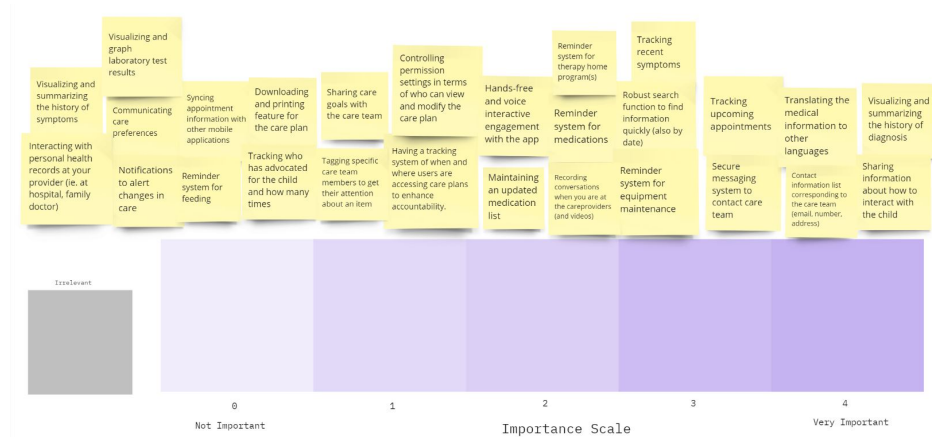 Visualizing and
graph
laboratory test
results
Reminder
system for
therapy home
program(s)
Tracking
recent
symptoms
Controlling
permission
settings in terms
of who can view
and modify the
care plan
Visualizing and
summarizing
the history of
symptoms
Communicating
care
preferences
Syncing
appointment
information with
other mobile
applications
Downloading
and printing
feature for
the care plan
Sharing care
goals with
the care team
Hands-free
and voice
interactive
engagement
with the app
Reminder
system for
medications
Robust search
function to find
information
quickly (also by
date)
Tracking
upcoming
appointments
Translating the
medical
information to
other
languages
Visualizing and
summarizing
the history of
diagnosis
Interacting with
personal health
records at your
provider (ie. at
hospital, family
doctor)
Notifications
to alert
changes in
care
Reminder
system for
feeding
Tracking who
has advocated
for the child
and how many
times
Tagging specific
care team
members to get
their attention
about an item
Having a tracking
system of when and
where users are
accessing care plans
to enhance
accountability.
Maintaining
an updated
medication
list
Recording
conversations
when you are at
the careproviders
(and videos)
Reminder
system for
equipment
maintenance
Secure
messaging
system to
contact care
team
Contact
information list
corresponding to
the care team
(email, number,
address)
Sharing
information
about how to
interact with
the child
Irrelevant
0
1
2
3
4
Not Important
Importance Scale
Very Important